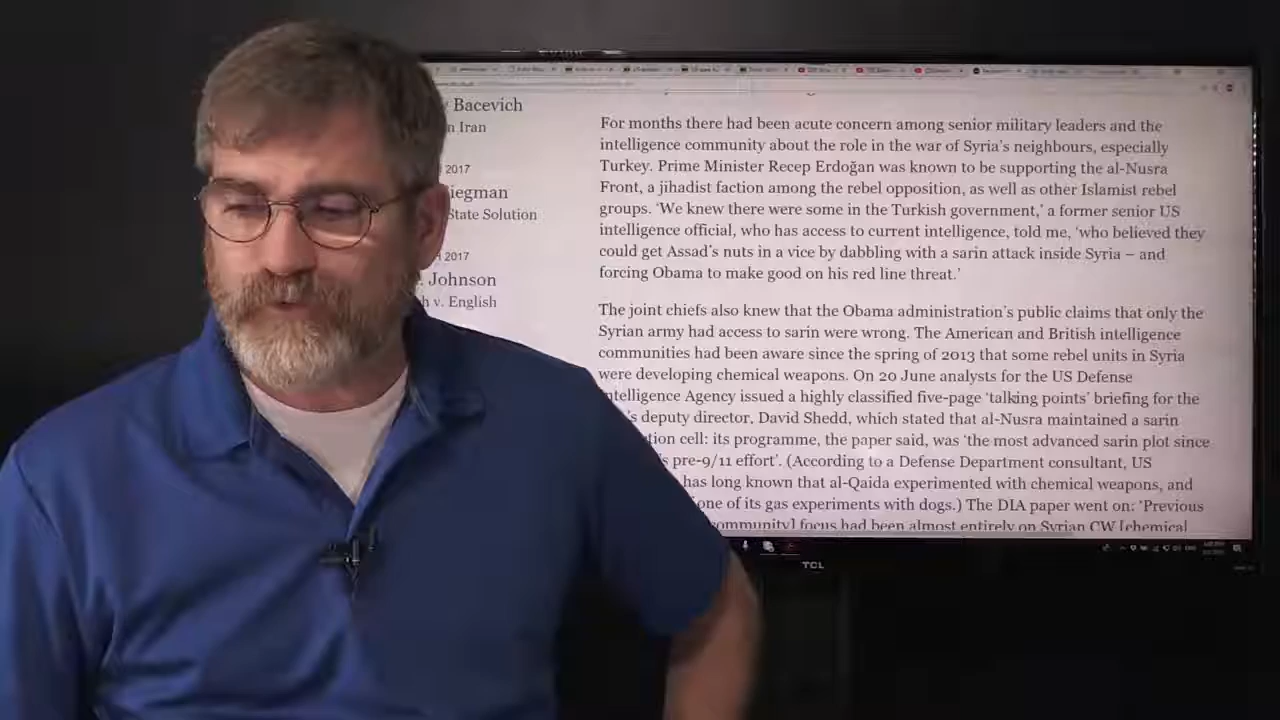 Bacevich
n Iran
2017
iegman
State Solution
2017
Johnson
h v. English
For months there had been acute concern among senior military leaders and the
intelligence community about the role in the war of Syria's neighbours, especially
Turkey. Prime Minister Recep Erdoğan was known to be supporting the al-Nusra
Front, a jihadist faction among the rebel opposition, as well as other Islamist rebel
groups. ‘We knew there were some in the Turkish government,’ a former senior US
intelligence official, who has access to current intelligence, told me, ‘who believed they
could get Assad’s nuts in a vice by dabbling with a sarin attack inside Syria – and
forcing Obama to make good on his red line threat.’
The joint chiefs also knew that the Obama administration’s public claims that only the
Syrian army had access to sarin were wrong. The American and British intelligence
communities had been aware since the spring of 2013 that some rebel units in Syria
were developing chemical weapons. On 20 June analysts for the US Defense
ntelligence Agency issued a highly classified five-page ‘talking points’ briefing for the
’s deputy director, David Shedd, which stated that al-Nusra maintained a sarin
tion cell: its programme, the paper said, was ‘the most advanced sarin plot since
s pre-9/11 effort’. (According to a Defense Department consultant, US
has long known that al-Qaida experimented with chemical weapons, and
one of its gas experiments with dogs.) The DIA paper went on: ‘Previous
community] focus had been almost entirely on Syrian CW [chemical
TCL